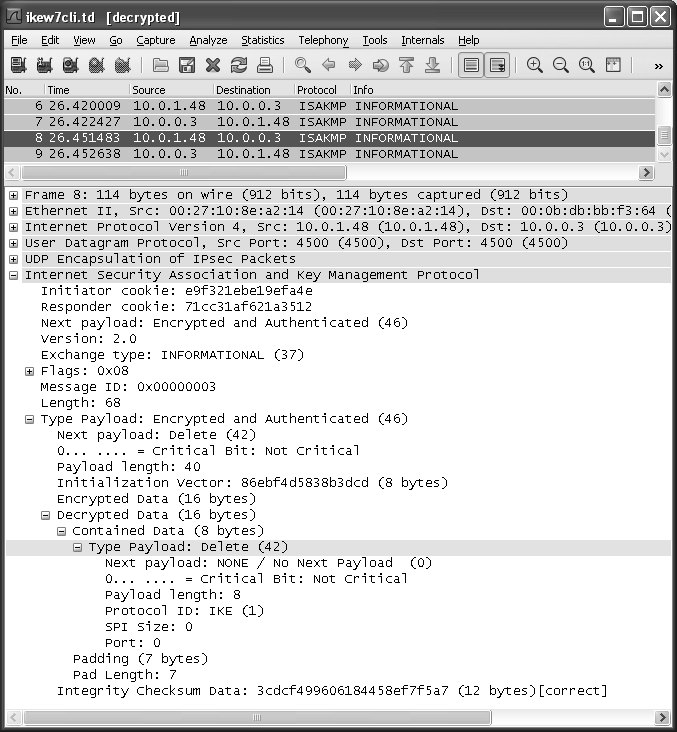 ikew7cli.td [decrypted]
File Edit View Go Capture Analyze Statistics Telephony Tools Internals Help
1:1 »
No. Time Source Destination Protocol Info
6 26.420009 10.0.1.48 10.0.0.3 ISAKMP INFORMATIONAL
7 26.422427 10.0.0.3 10.0.1.48 ISAKMP INFORMATIONAL
8 26.451483 10.0.1.48 10.0.0.3 ISAKMP INFORMATIONAL
9 26.452638 10.0.0.3 10.0.1.48 ISAKMP INFORMATIONAL
Frame 8: 114 bytes on wire (912 bits), 114 bytes captured (912 bits)
Ethernet II, Src: 00:27:10:8e:a2:14 (00:27:10:8e:a2:14), Dst: 00:0b:db:bb:f3:64 (
Internet Protocol Version 4, Src: 10.0.1.48 (10.0.1.48), Dst: 10.0.0.3 (10.0.0.3)
User Datagram Protocol, Src Port: 4500 (4500), Dst Port: 4500 (4500)
UDP Encapsulation of IPsec Packets
Internet Security Association and Key Management Protocol
Initiator cookie: e9f321ebe19efa4e
Responder cookie: 71cc31af621a3512
Next payload: Encrypted and Authenticated (46)
Version: 2.0
Exchange type: INFORMATIONAL (37)
Flags: 0x08
Message ID: 0x00000003
Length: 68
Type Payload: Encrypted and Authenticated (46)
Next payload: Delete (42)
0... .... = Critical Bit: Not Critical
Payload length: 40
Initialization Vector: 86ebf4d5838b3dcd (8 bytes)
Encrypted Data (16 bytes)
Decrypted Data (16 bytes)
Contained Data (8 bytes)
Type Payload: Delete (42)
Next payload: NONE / No Next Payload (0)
0... .... = Critical Bit: Not Critical
Payload length: 8
Protocol ID: IKE (1)
SPI Size: 0
Port: 0
Padding (7 bytes)
Pad Length: 7
Integrity Checksum Data: 3cdcf499606184458ef7f5a7 (12 bytes)[correct]